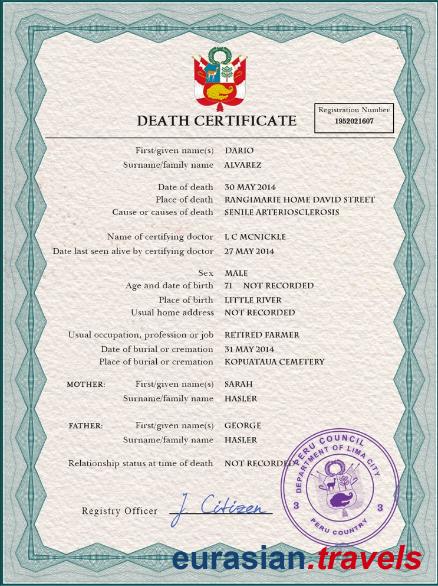 DEATH CERTIFICATE
Registration Number
1952021607
First/given name(s) DARIO
Surname/family name ALVAREZ
Date of death 30 MAY 2014
Place of death RANGIMARIE HOME DAVID STREET
Cause or causes of death SENILE ARTERIOSCLEROSIS
Name of certifying doctor L C MCNICKLE
Date last seen alive by certifying doctor 27 MAY 2014
Sex MALE
Age and date of birth 71 NOT RECORDED
Place of birth LITTLE RIVER
Usual home address NOT RECORDED
Usual occupation, profession or job RETIRED FARMER
Date of burial or cremation 31 MAY 2014
Place of burial or cremation KOPUATAUA CEMETERY
MOTHER: First/given name(s) SARAH
Surname/family name HASLER
FATHER: First/given name(s) GEORGE
Surname/family name HASLER
Relationship status at time of death NOT RECORDED
PERU COUNCIL
DEPARTMENT OF LIMA CITY
3 3
PERU COUNTRY
Registry Officer J Citizen
eurasian.travels